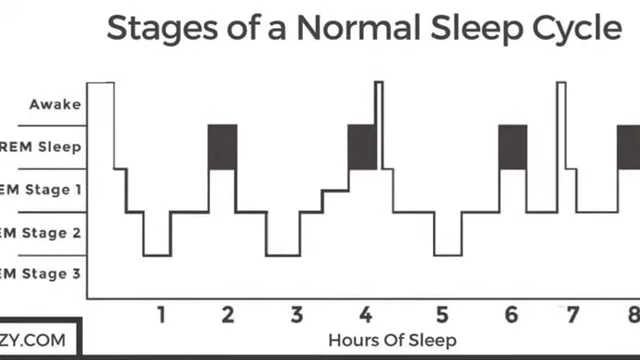 Stages of a Normal Sleep Cycle
Awake
REM Sleep
EM Stage 1
EM Stage 2
EM Stage 3
1 2 3 4 5 6 7 8
Hours Of Sleep
ZY.COM